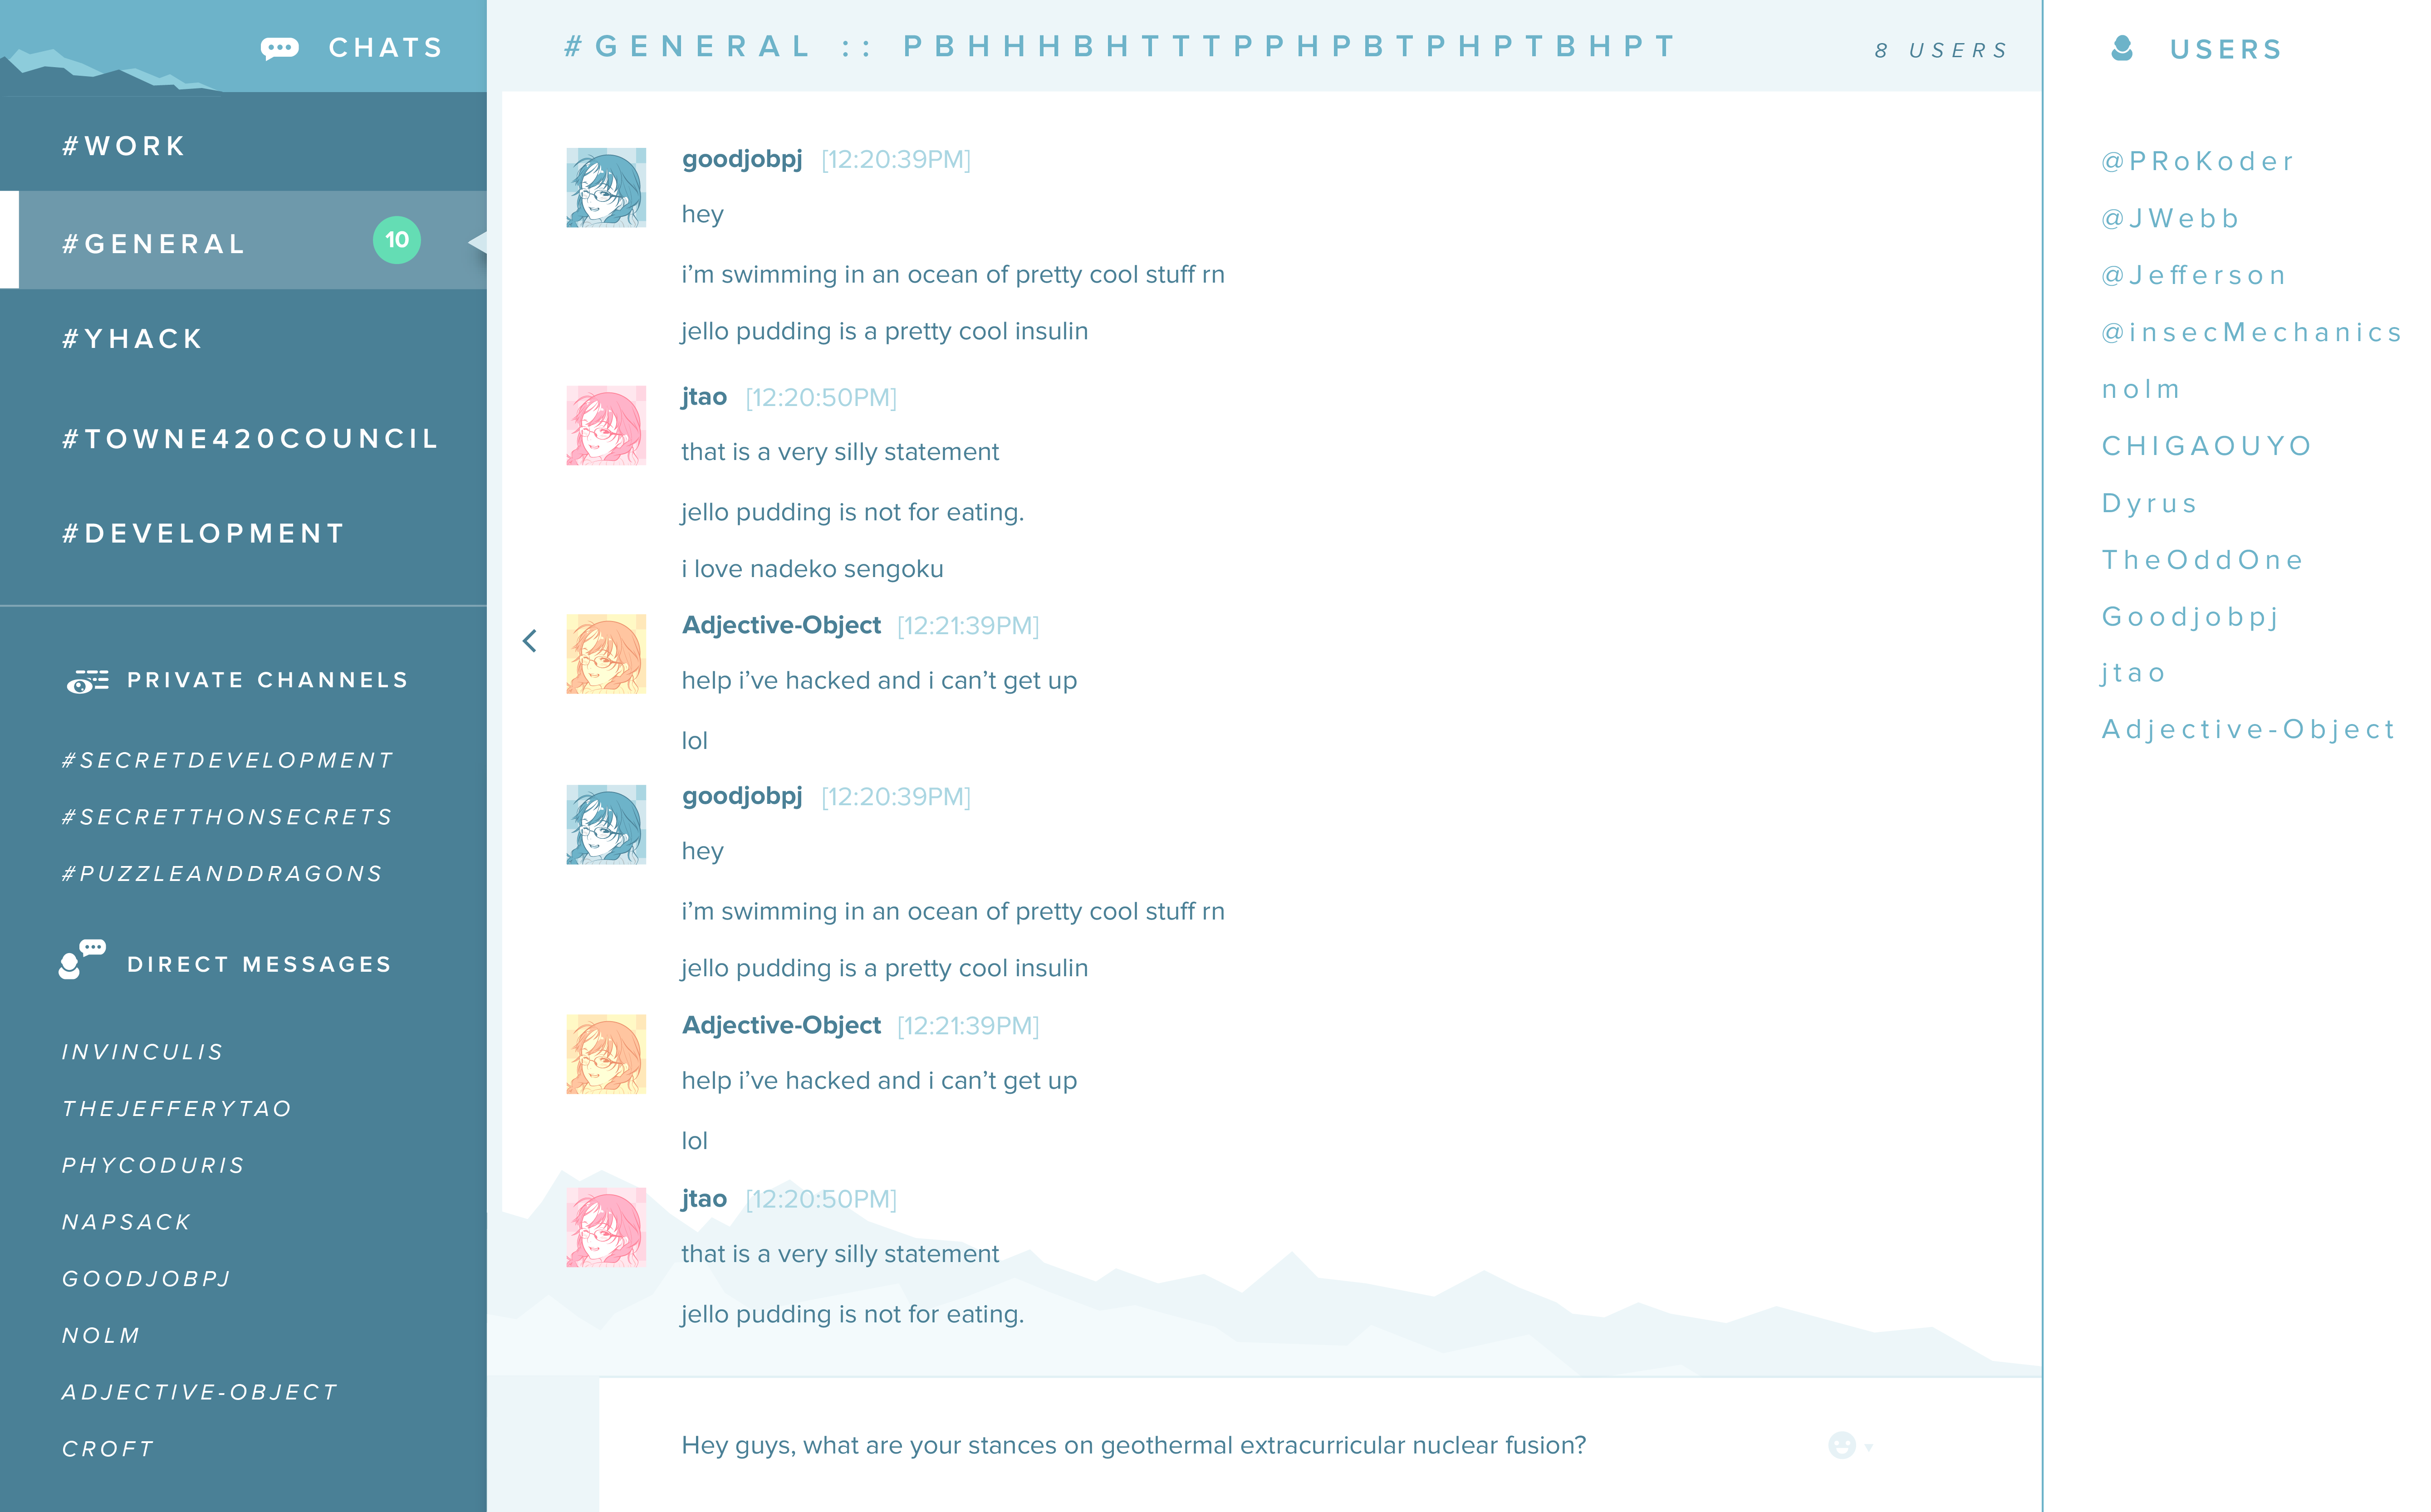 CHATS
#WORK
#GENERAL 10
#YHACK
#TOWNE420COUNCIL
#DEVELOPMENT
PRIVATE CHANNELS
#SECRETDEVELOPMENT
#SECRETTHONSECRETS
#PUZZLEANDDRAGONS
DIRECT MESSAGES
INVINCULIS
THEJEFFERYTAO
PHYCODURIS
NAPSACK
GOODJOBPJ
NOLM
ADJECTIVE-OBJECT
CROFT
#GENERAL :: PBHHHBHTTTPPHPBTPHPTBHPT
8 USERS
goodjobpj [12:20:39PM]
hey
i’m swimming in an ocean of pretty cool stuff rn
jello pudding is a pretty cool insulin
jtao [12:20:50PM]
that is a very silly statement
jello pudding is not for eating.
i love nadeko sengoku
Adjective-Object [12:21:39PM]
help i’ve hacked and i can’t get up
lol
goodjobpj [12:20:39PM]
hey
i’m swimming in an ocean of pretty cool stuff rn
jello pudding is a pretty cool insulin
Adjective-Object [12:21:39PM]
help i’ve hacked and i can’t get up
lol
jtao [12:20:50PM]
that is a very silly statement
jello pudding is not for eating.
Hey guys, what are your stances on geothermal extracurricular nuclear fusion?
USERS
@PRoKoder
@JWebb
@Jefferson
@insecMechanics
nolm
CHIGAOUYO
Dyrus
TheOddOne
Goodjobpj
jtao
Adjective-Object